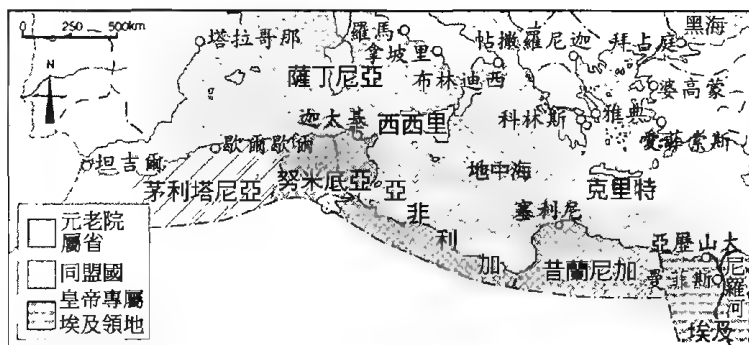 0 250 500km
N
塔拉哥那
羅馬
拿坡里
帖撒羅尼迦
拜占庭
黑海
薩丁尼亞
布林迪西
婆高蒙
迦太基
西西里
科林斯
雅典
愛菲索斯
坦吉爾
歇爾歇爾
地中海
茅利塔尼亞
努米底亞
亞非利加
克里特
塞利尼
昔蘭尼加
亞歷山大
曼菲斯
尼羅河
埃及
元老院
屬省
同盟國
皇帝專屬
埃及領地